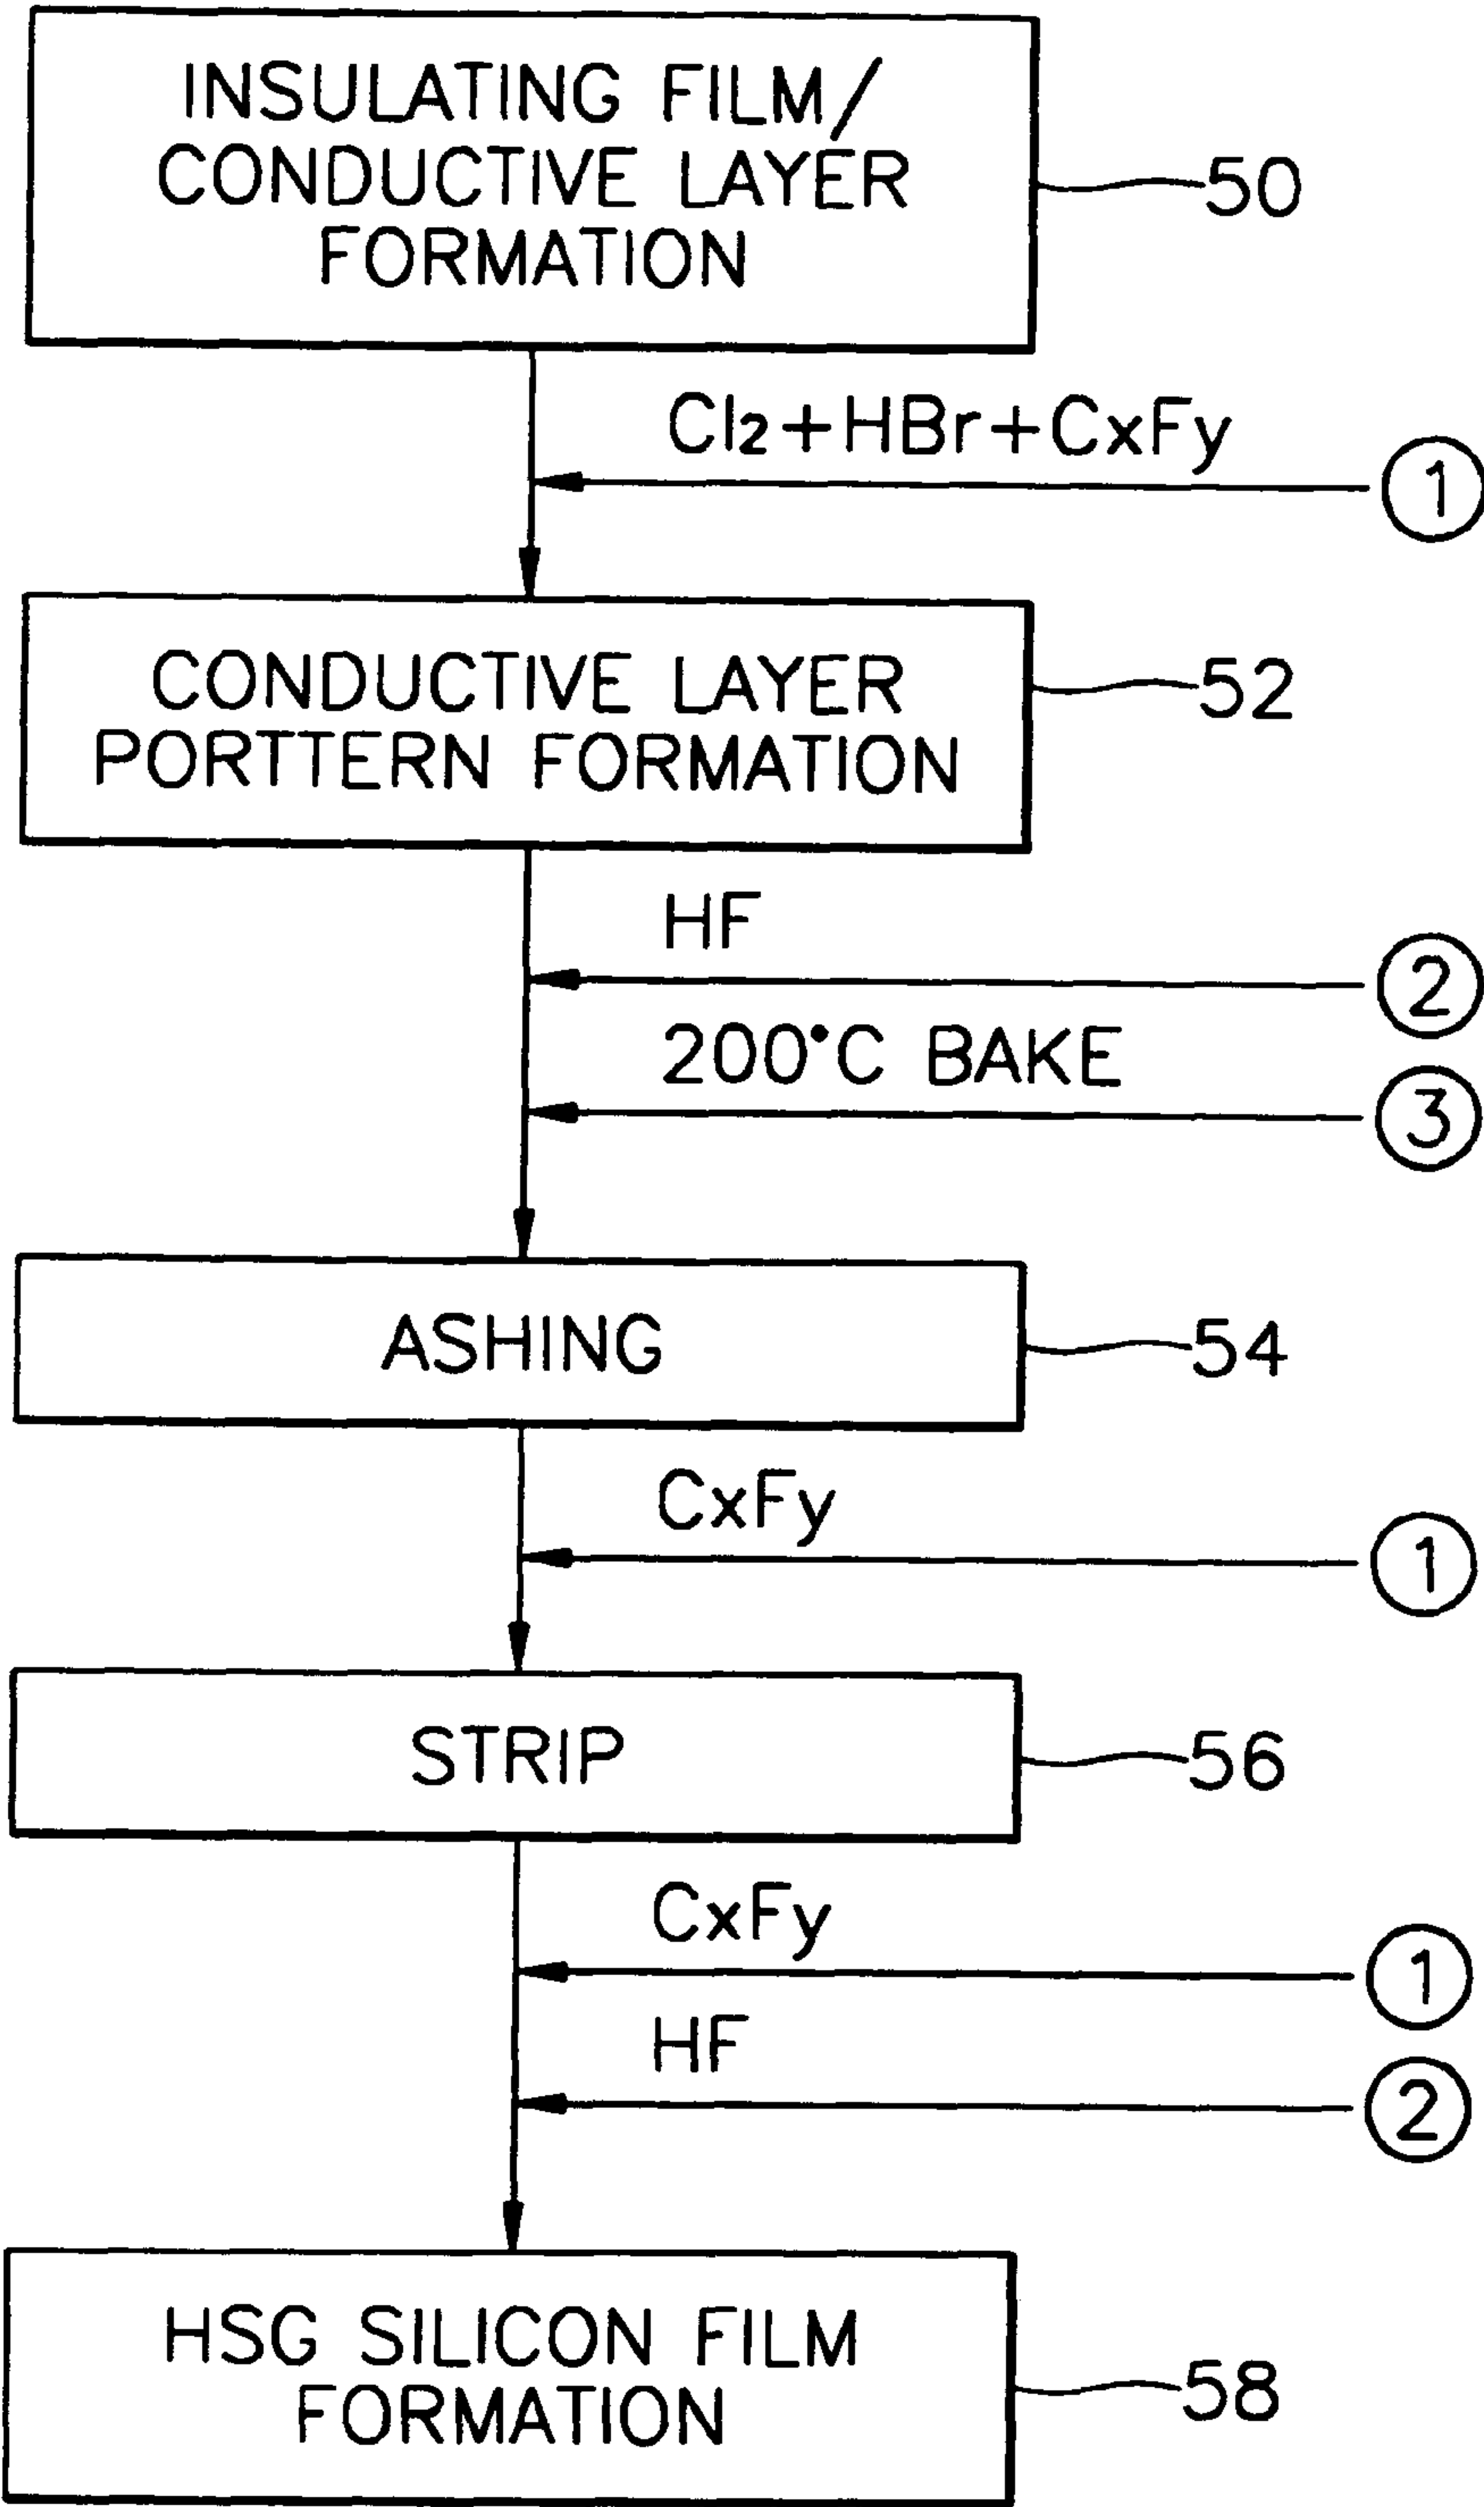 INSULATING FILM/
CONDUCTIVE LAYER
FORMATION
50
Cl2+HBr+CxFy
1
CONDUCTIVE LAYER
PORTTERN FORMATION
52
HF
2
200°C BAKE
3
ASHING
54
CxFy
1
STRIP
56
CxFy
1
HF
2
HSG SILICON FILM
FORMATION
58